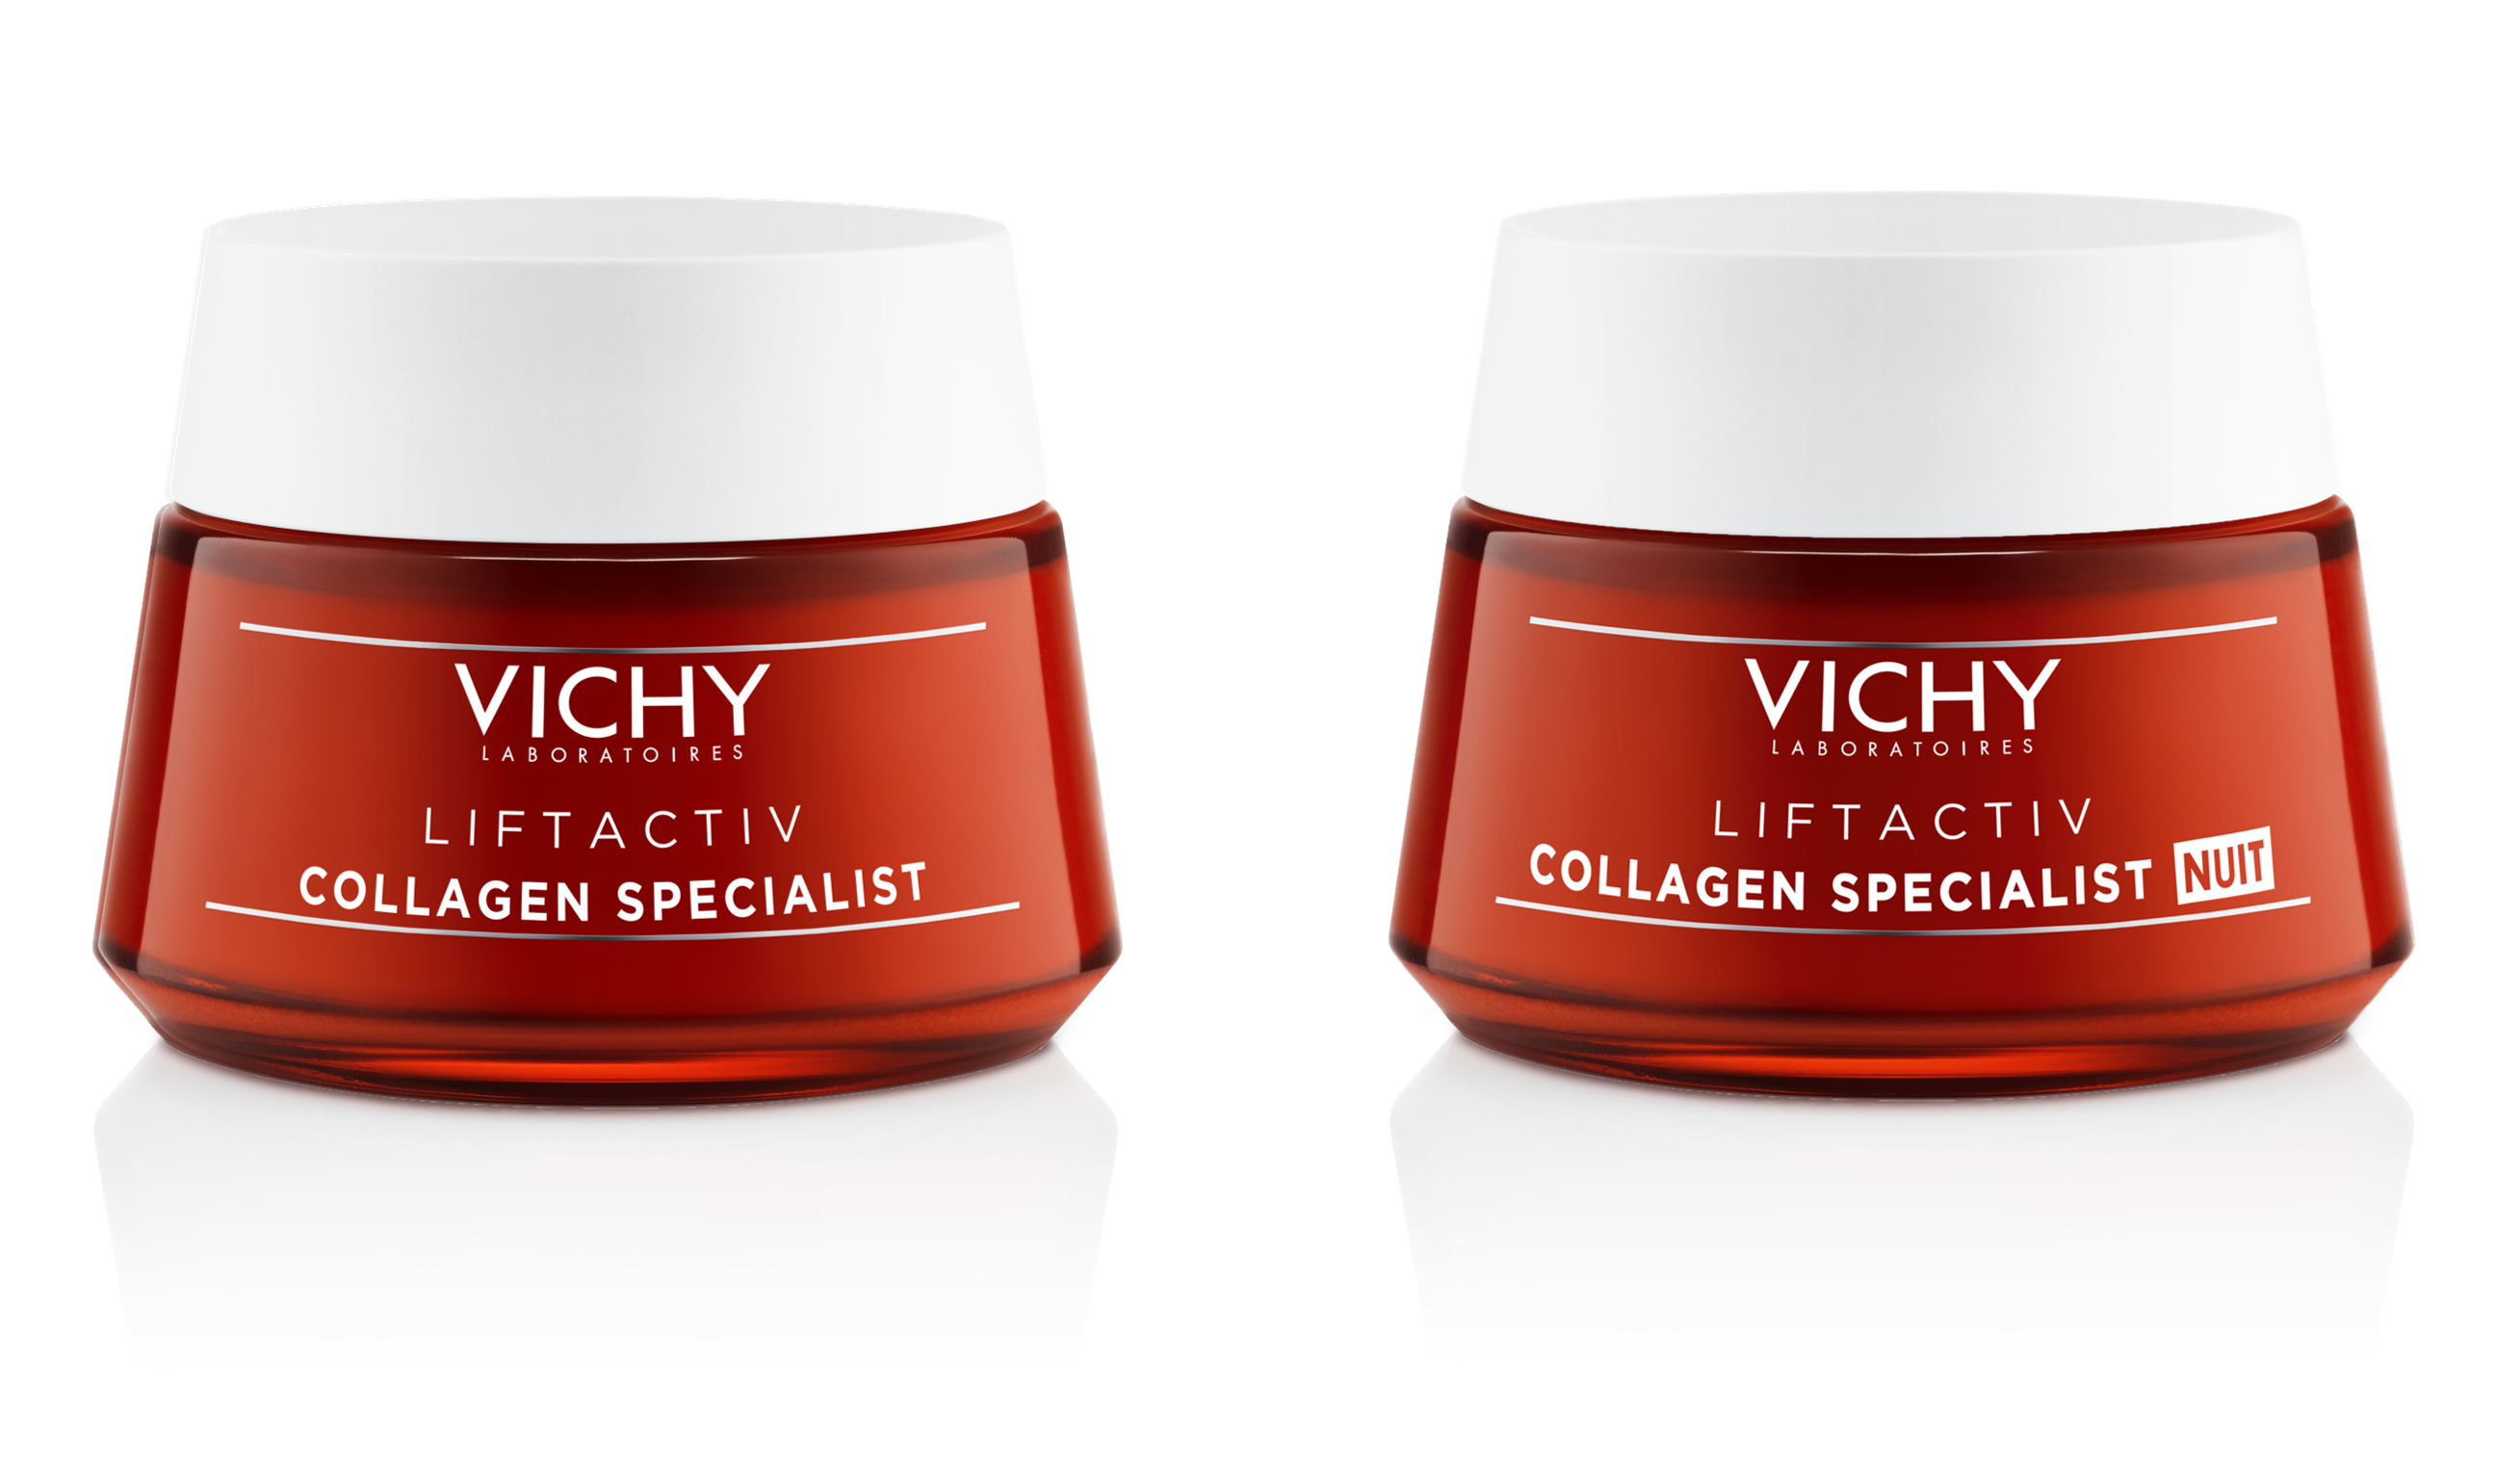 VICHY
LABORATOIRES
LIFTACTIV
COLLAGEN SPECIALIST
VICHY
LABORATOIRES
LIFTACTIV
COLLAGEN SPECIALIST NUIT